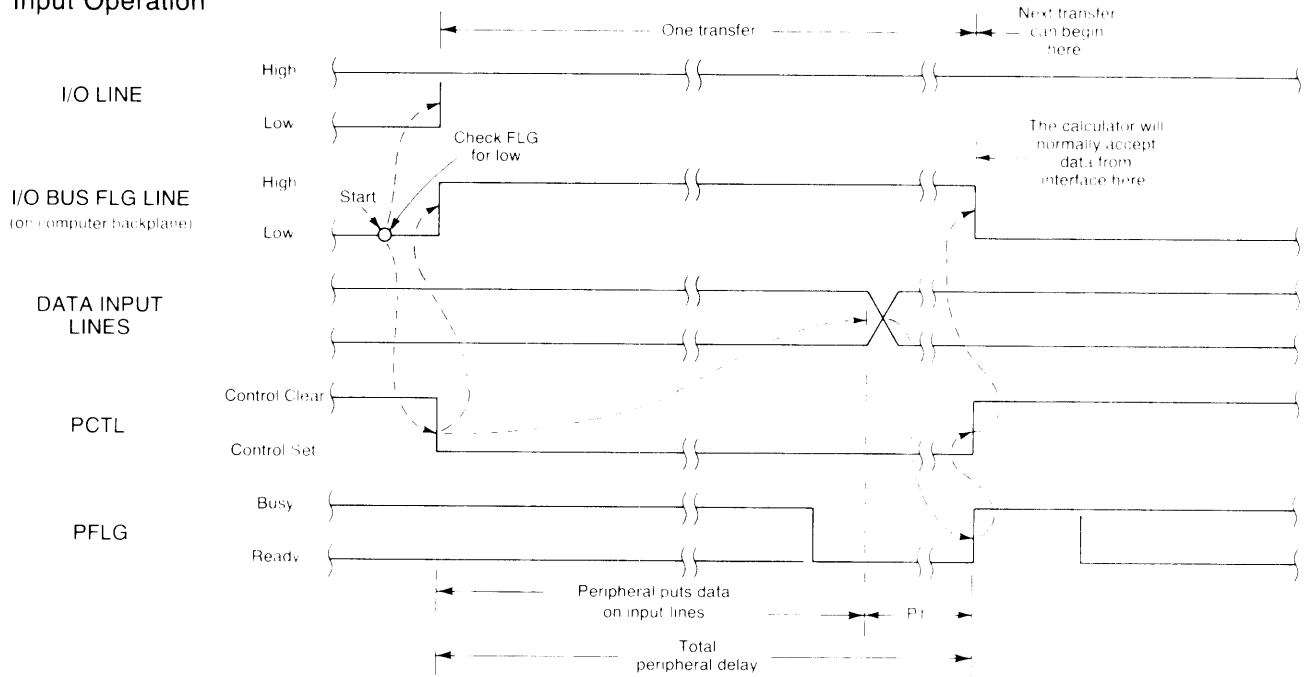 Input Operation
One transfer
Next transfer
can begin
here
I/O LINE
High
Low
Check FLG
for low
The calculator will
normally accept
data from
interface here
I/O BUS FLG LINE
(on computer backplane)
High
Start
Low
DATA INPUT
LINES
PCTL
Control Clear
Control Set
PFLG
Busy
Ready
Peripheral puts data
on input lines
Total
peripheral delay